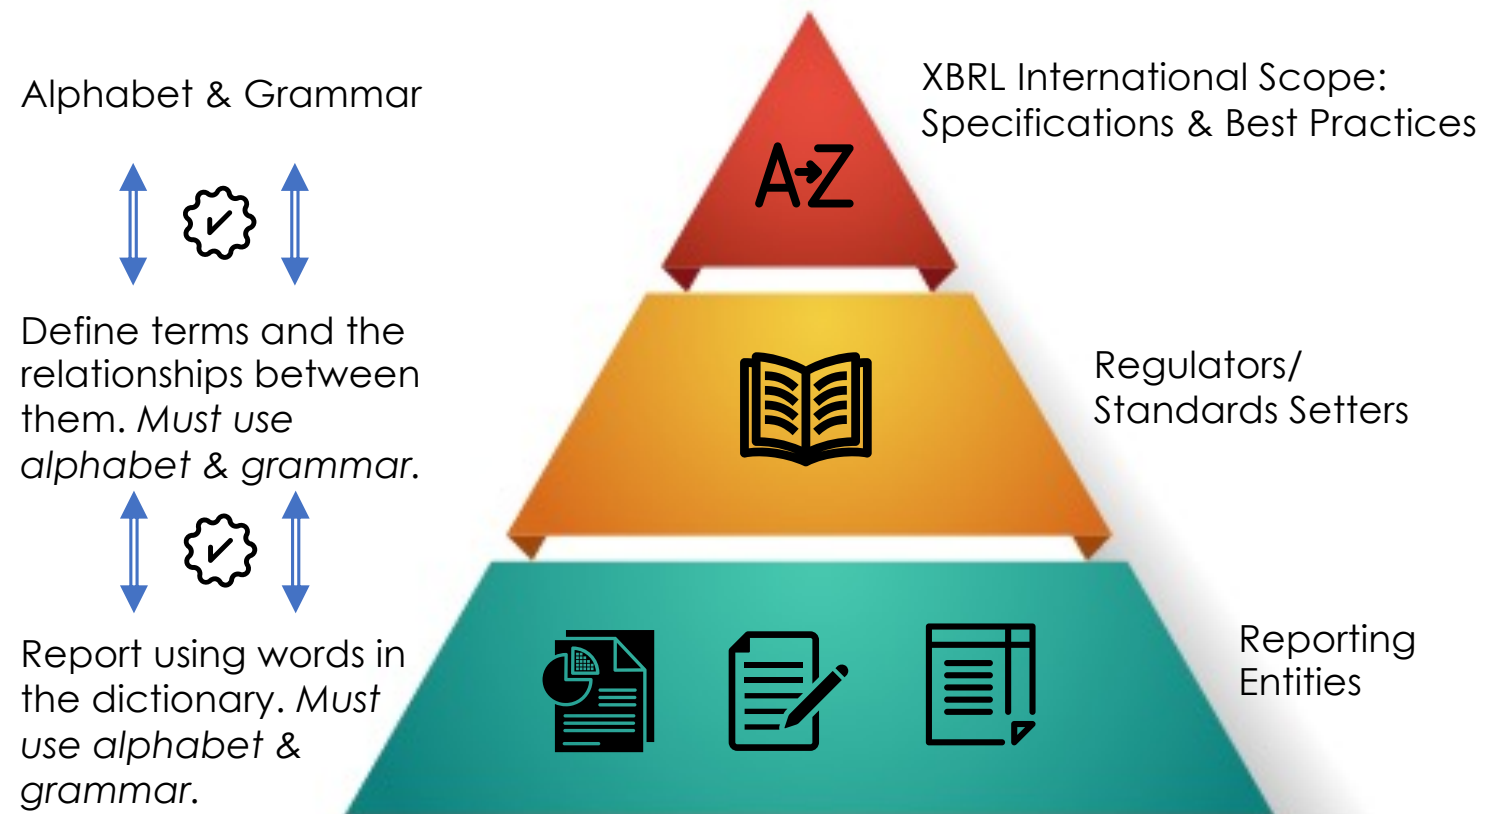 Alphabet & Grammar
XBRL International Scope:
Specifications & Best Practices
A→Z
Define terms and the
relationships between
them. Must use
alphabet & grammar.
Regulators/
Standards Setters
Report using words in
the dictionary. Must
use alphabet &
grammar.
Reporting
Entities